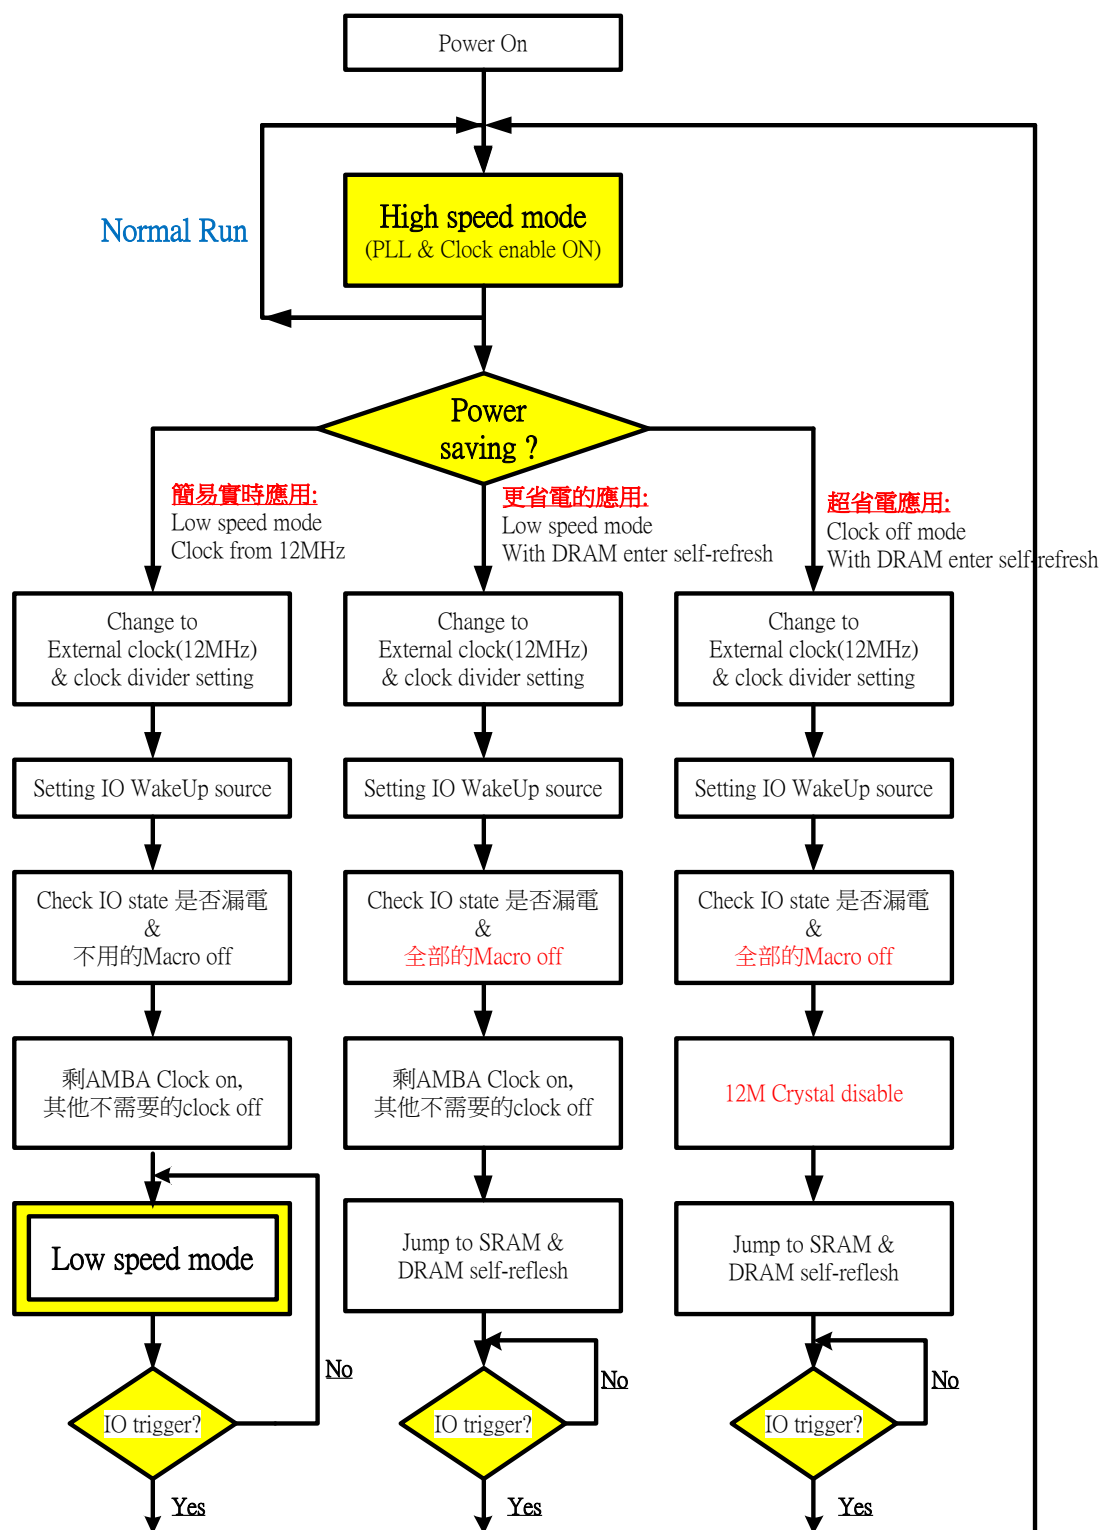 Power On
Normal Run
High speed mode
(PLL & Clock enable ON)
Power
saving ?
簡易實時應用:
Low speed mode
Clock from 12MHz
更省電的應用:
Low speed mode
With DRAM enter self-refresh
超省電應用:
Clock off mode
With DRAM enter self-refresh
Change to
External clock(12MHz)
& clock divider setting
Change to
External clock(12MHz)
& clock divider setting
Change to
External clock(12MHz)
& clock divider setting
Setting IO WakeUp source
Setting IO WakeUp source
Setting IO WakeUp source
Check IO state 是否漏電
&
不用的Macro off
Check IO state 是否漏電
&
全部的Macro off
Check IO state 是否漏電
&
全部的Macro off
剩AMBA Clock on,
其他不需要的clock off
剩AMBA Clock on,
其他不需要的clock off
12M Crystal disable
Low speed mode
Jump to SRAM &
DRAM self-reflesh
Jump to SRAM &
DRAM self-reflesh
IO trigger?
No
IO trigger?
No
IO trigger?
No
Yes
Yes
Yes